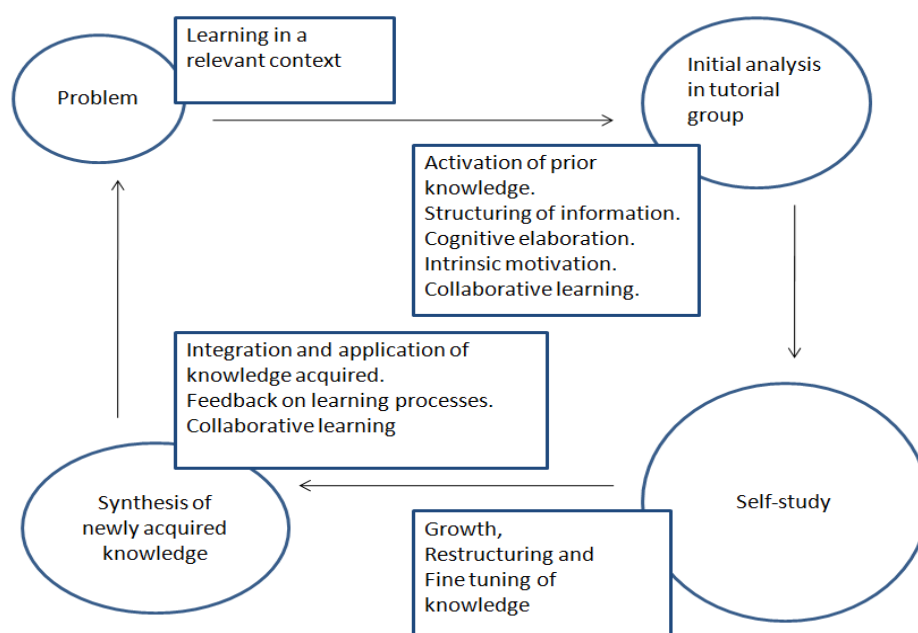 Learning in a
relevant context
Problem
Initial analysis
in tutorial
group
Activation of prior
knowledge.
Structuring of information.
Cognitive elaboration.
Intrinsic motivation.
Collaborative learning.
Integration and application of
knowledge acquired.
Feedback on learning processes.
Collaborative learning
Synthesis of
newly acquired
knowledge
Self-study
Growth,
Restructuring and
Fine tuning of
knowledge